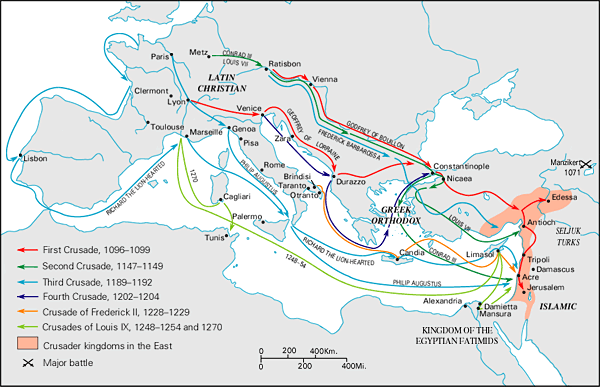 Paris
Metz
CONRAD III
LOUIS VII
Ratisbon
LATIN
CHRISTIAN
Vienna
Clermont
Lyon
Venice
GEOFFREY OF LORRAINE
GODFREY OF BOUILLON
FREDERICK BARBAROSSA
Toulouse
Marseille
Genoa
Pisa
Zara
Lisbon
RICHARD THE LION HEARTED
PHILIP AUGUSTUS
Rome
Brindisi
Taranto
Otranto
Durazzo
Constantinople
Nicaea
Manzikert
1071
Edessa
1270
Cagliari
Palermo
Tunis
GREEK
ORTHODOX
LOUIS VII
Antioch
SELJUK
TURKS
RICHARD THE LION HEARTED
Candia
CONRAD III
Limasol
Tripoli
Damascus
1248-54
PHILIP AUGUSTUS
Acre
Jerusalem
Alexandria
Damietta
Mansura
ISLAMIC
KINGDOM OF THE
EGYPTIAN FATIMIDS
First Crusade, 1096–1099
Second Crusade, 1147–1149
Third Crusade, 1189–1192
Fourth Crusade, 1202–1204
Crusade of Frederick II, 1228–1229
Crusades of Louis IX, 1248–1254 and 1270
Crusader kingdoms in the East
Major battle
0 200 400Km.
0 200 400Mi.